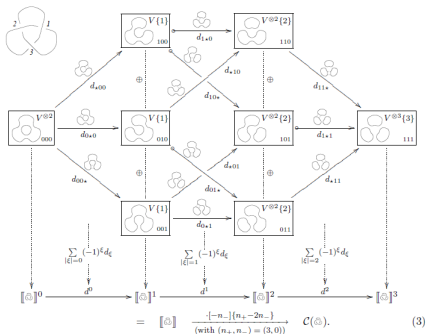 2 1
3
V{1}
100
d_{1⋆0}
V^{⊗2}{2}
110
d_{⋆00}
⊕
d_{10⋆}
d_{⋆10}
⊕
d_{11⋆}
V^{⊗2}
000
d_{0⋆0}
V{1}
010
V^{⊗2}{2}
101
d_{1⋆1}
V^{⊗3}{3}
111
d_{00⋆}
⊕
d_{⋆01}
d_{01⋆}
⊕
d_{⋆11}
V{1}
001
d_{0⋆1}
V^{⊗2}{2}
011
∑_{|ξ|=0} (-1)^ξ d_ξ
∑_{|ξ|=1} (-1)^ξ d_ξ
∑_{|ξ|=2} (-1)^ξ d_ξ
⟦ ⟧^0 d^0 ⟦ ⟧^1 d^1 ⟦ ⟧^2 d^2 ⟦ ⟧^3
·[−n_−]{n_+−2n_−}
= ⟦ ⟧ C( ). (3)
(with (n_+, n_−) = (3, 0))